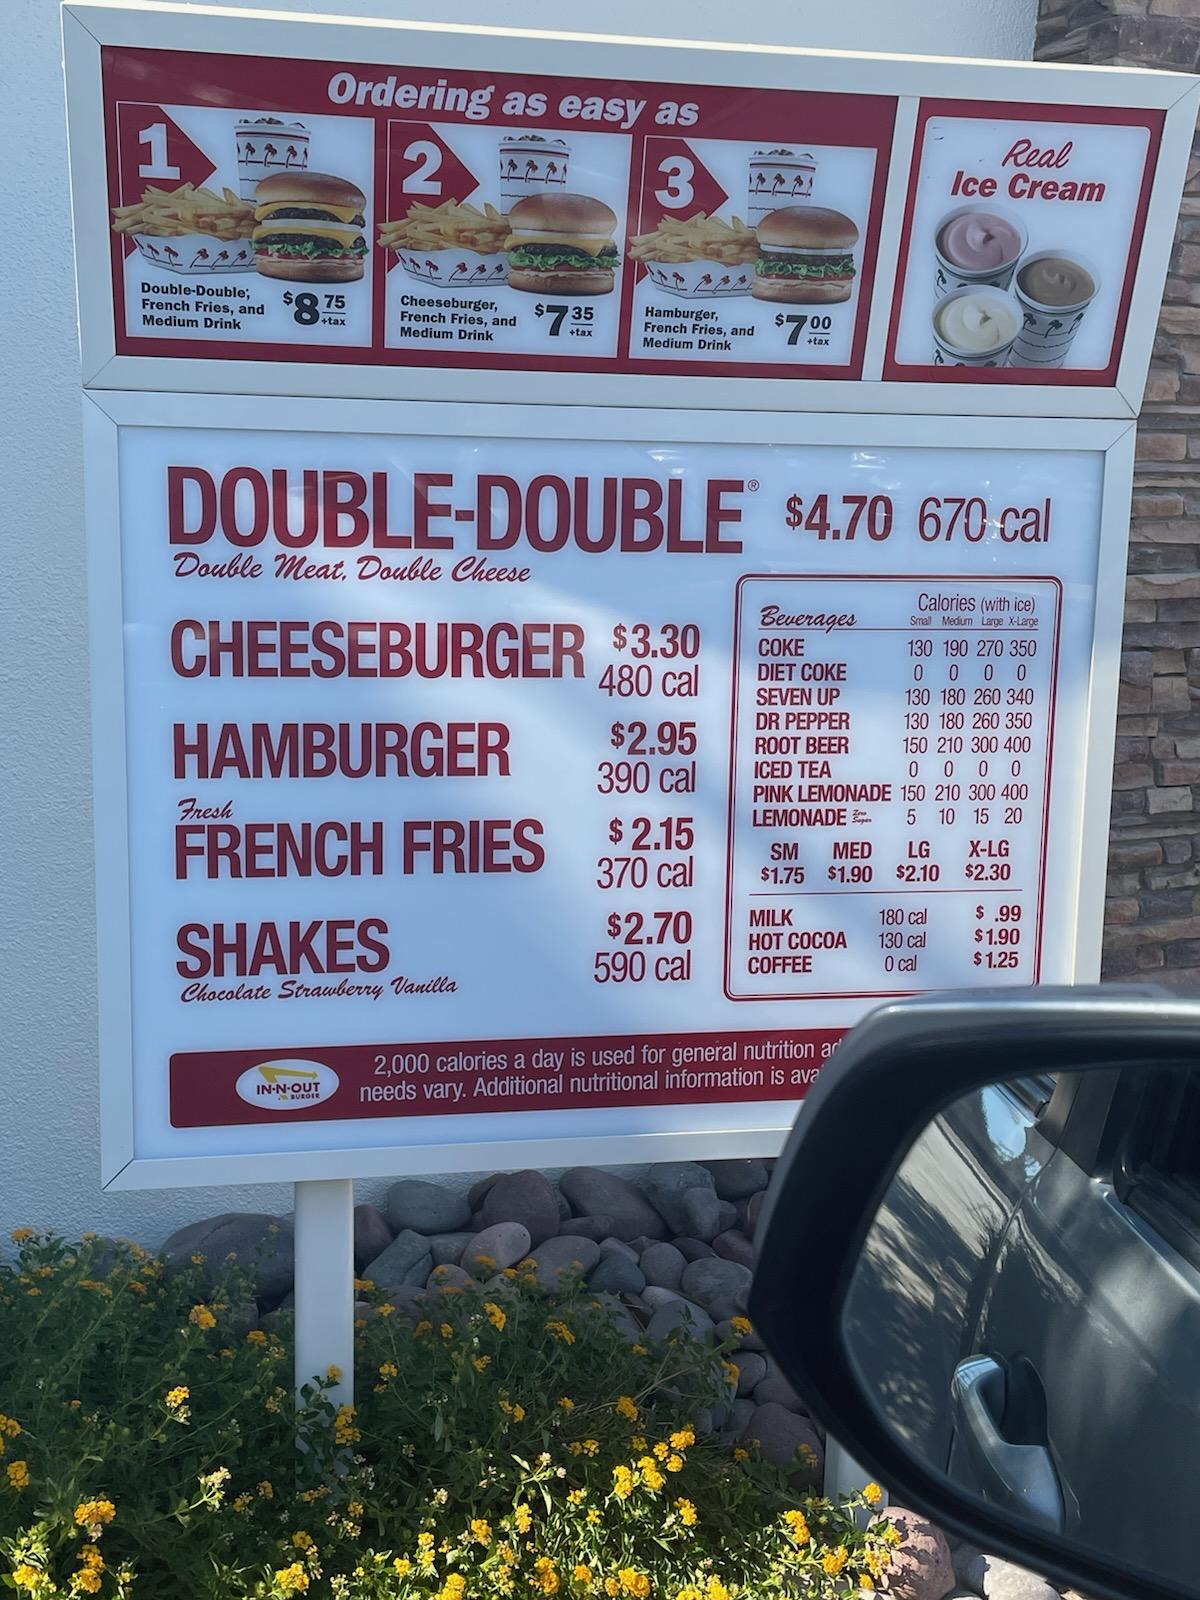 Ordering as easy as
1
Double-Double,®
French Fries, and
Medium Drink
$8 75
+tax
2
Cheeseburger,
French Fries, and
Medium Drink
$7 35
+tax
3
Hamburger,
French Fries, and
Medium Drink
$7 00
+tax
Real
Ice Cream
DOUBLE-DOUBLE® $4.70 670 cal
Double Meat, Double Cheese
CHEESEBURGER $3.30
480 cal
HAMBURGER $2.95
390 cal
Fresh
FRENCH FRIES $2.15
370 cal
SHAKES $2.70
590 cal
Chocolate Strawberry Vanilla
Calories (with ice)
Beverages Small Medium Large X-Large
COKE 130 190 270 350
DIET COKE 0 0 0 0
SEVEN UP 130 180 260 340
DR PEPPER 130 180 260 350
ROOT BEER 150 210 300 400
ICED TEA 0 0 0 0
PINK LEMONADE 150 210 300 400
LEMONADE Zero Sugar 5 10 15 20
SM MED LG X-LG
$1.75 $1.90 $2.10 $2.30
MILK 180 cal $ .99
HOT COCOA 130 cal $1.90
COFFEE 0 cal $1.25
IN-N-OUT
BURGER
2,000 calories a day is used for general nutrition
needs vary. Additional nutritional information is